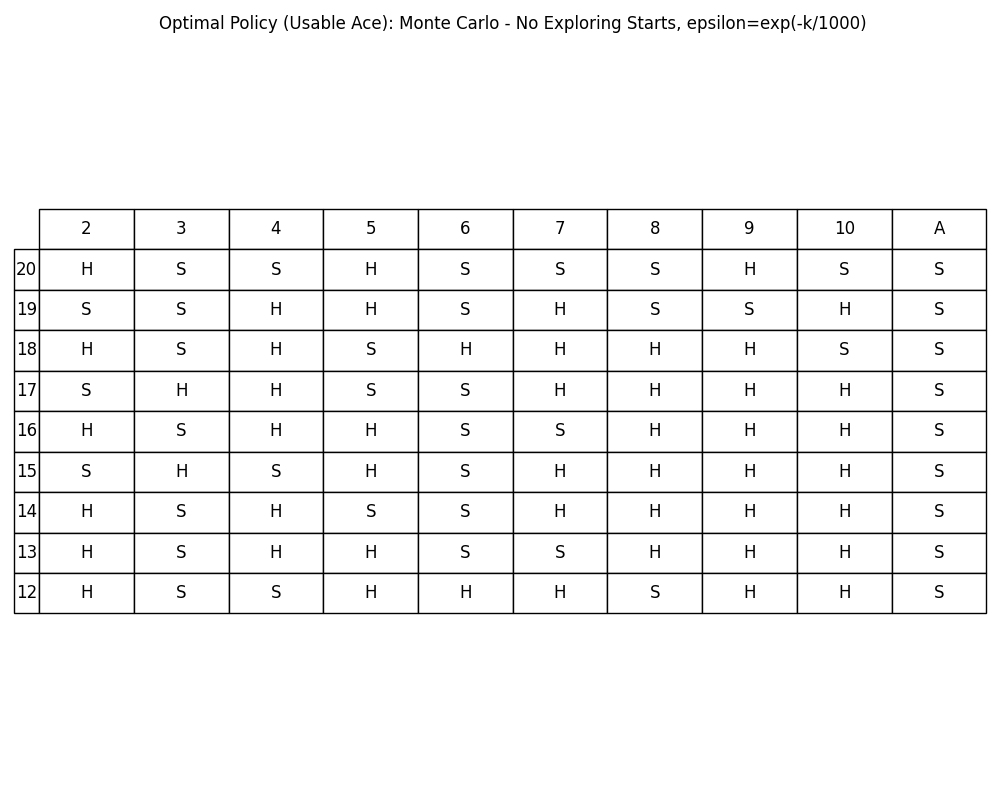 Optimal Policy (Usable Ace): Monte Carlo - No Exploring Starts, epsilon=exp(-k/1000)
2 3 4 5 6 7 8 9 10 A
20 H S S H S S S H S S
19 S S H H S H S S H S
18 H S H S H H H H S S
17 S H H S S H H H H S
16 H S H H S S H H H S
15 S H S H S H H H H S
14 H S H S S H H H H S
13 H S H H S S H H H S
12 H S S H H H S H H S